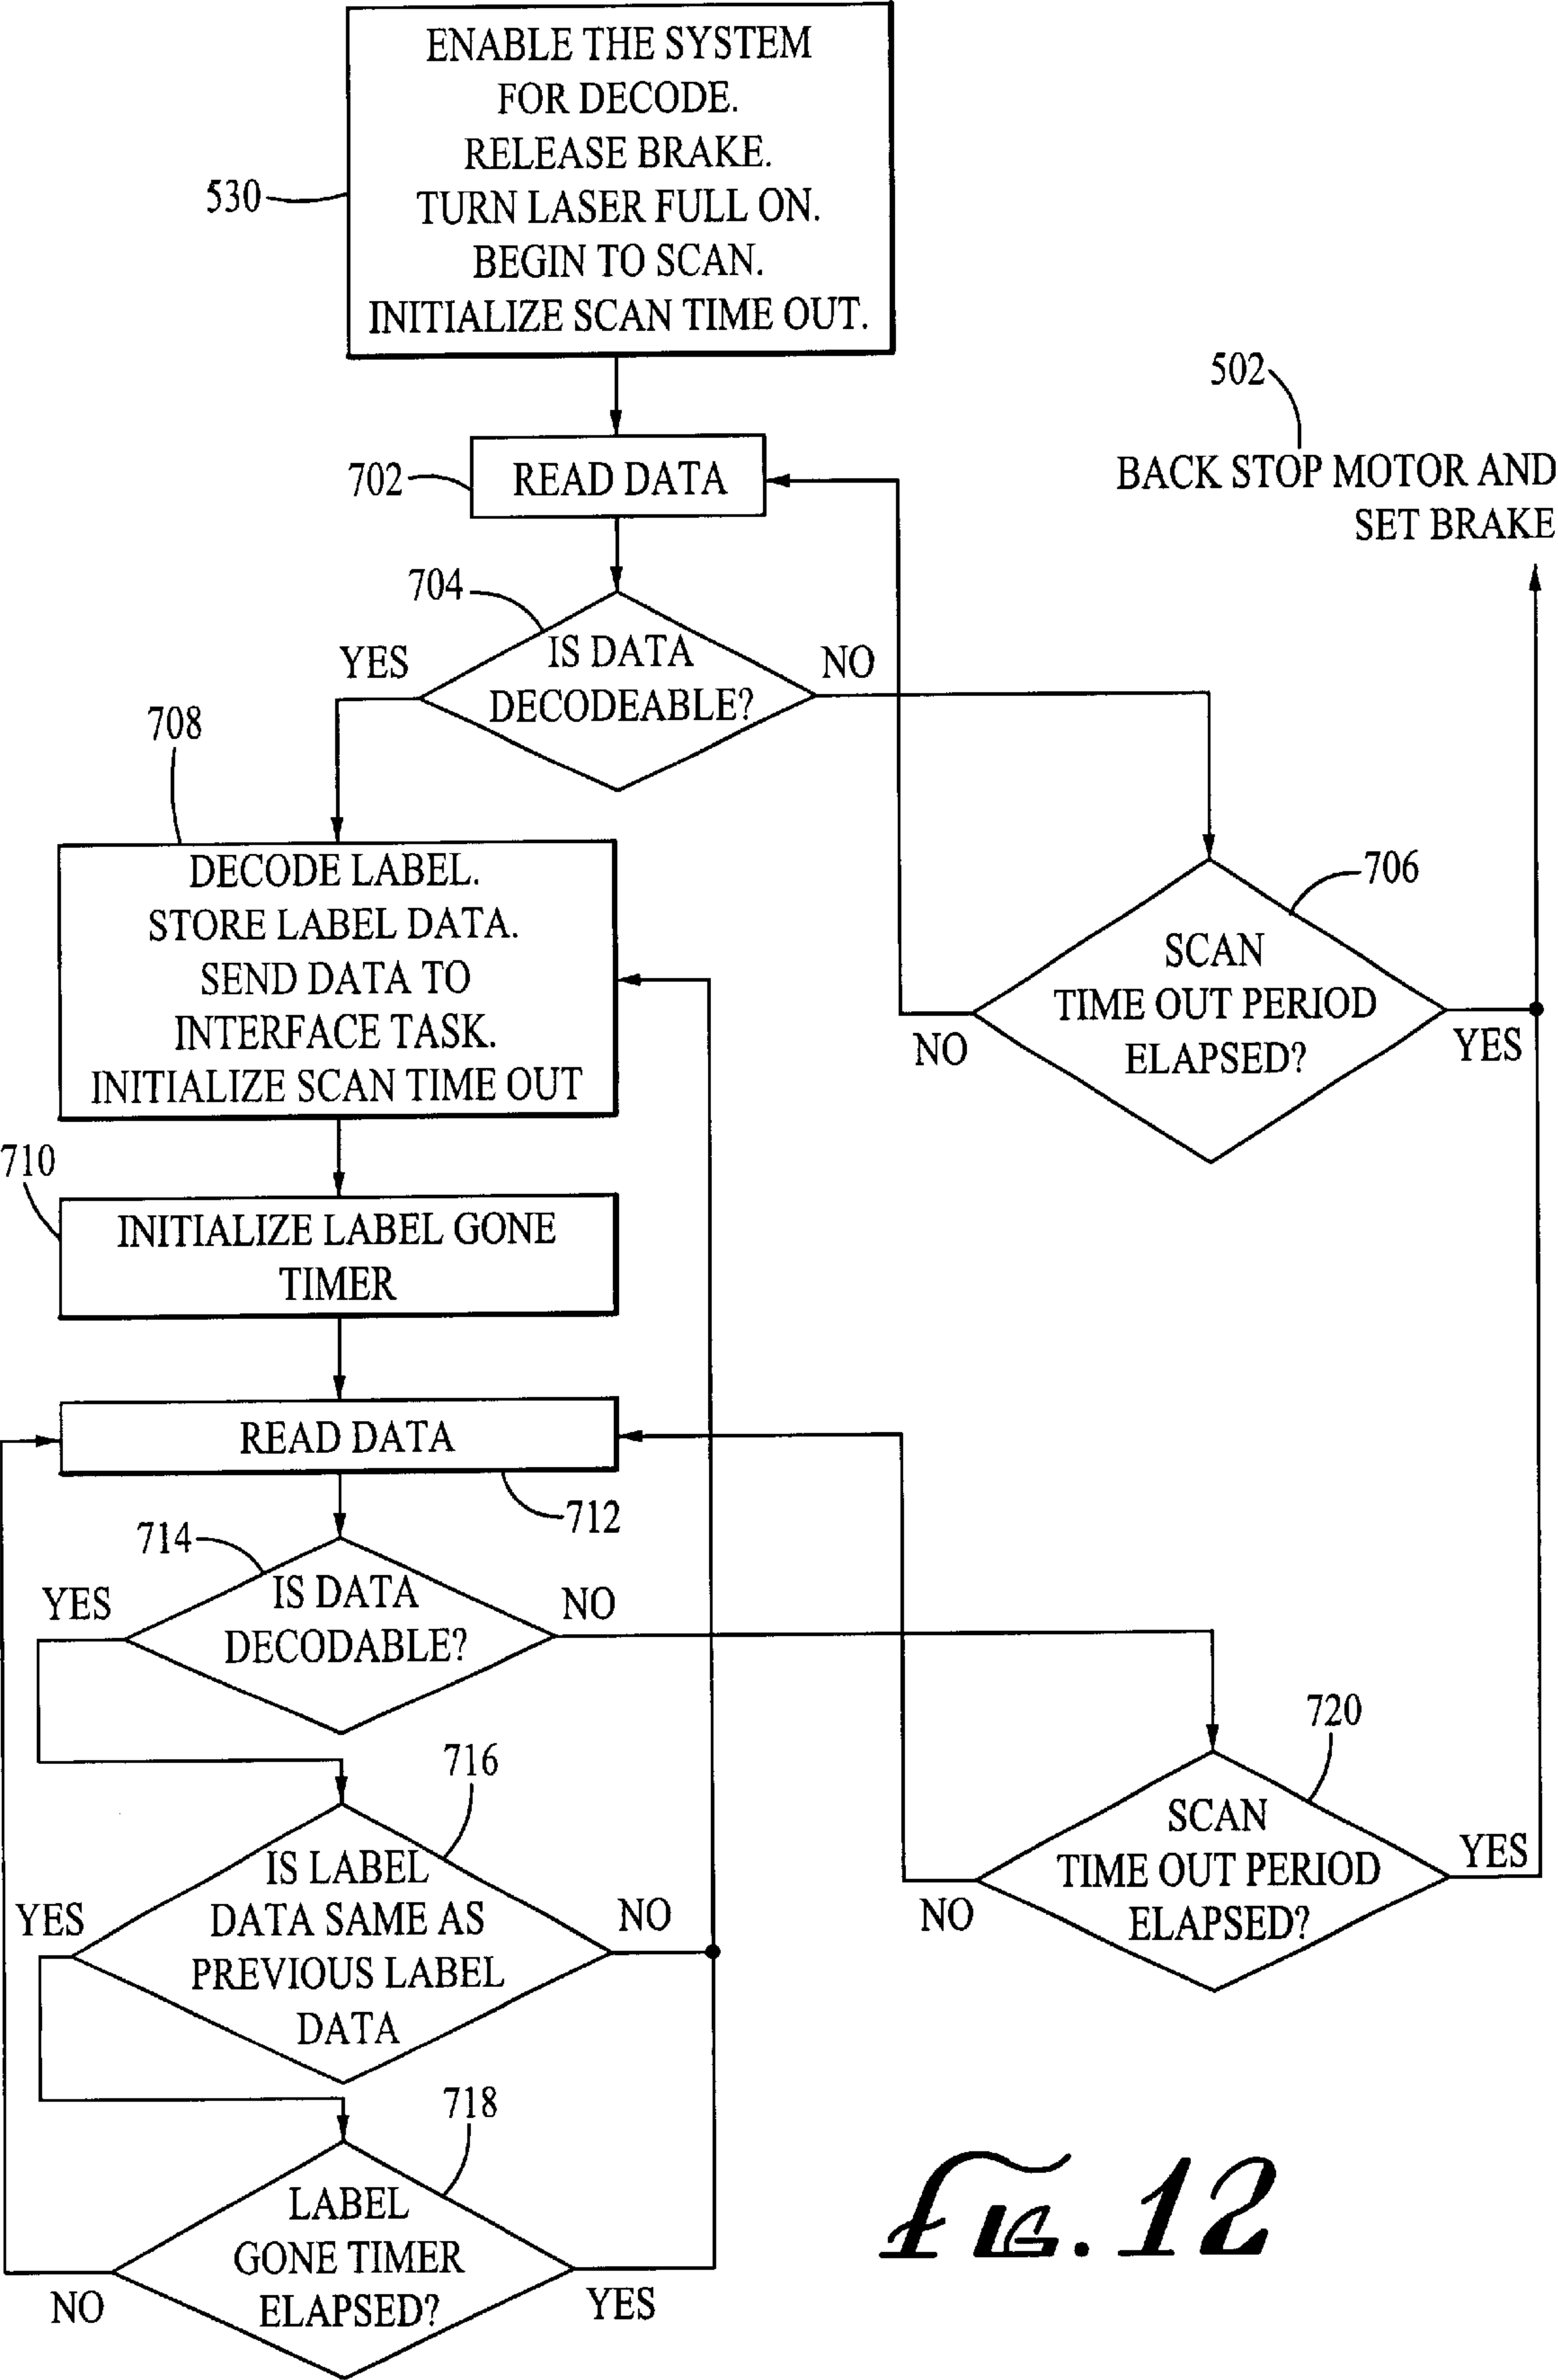 ENABLE THE SYSTEM
FOR DECODE.
RELEASE BRAKE.
TURN LASER FULL ON.
BEGIN TO SCAN.
INITIALIZE SCAN TIME OUT.
530
502
BACK STOP MOTOR AND
SET BRAKE
702
READ DATA
704
IS DATA
DECODEABLE?
YES
NO
708
DECODE LABEL.
STORE LABEL DATA.
SEND DATA TO
INTERFACE TASK.
INITIALIZE SCAN TIME OUT
706
SCAN
TIME OUT PERIOD
ELAPSED?
NO
YES
710
INITIALIZE LABEL GONE
TIMER
READ DATA
712
714
IS DATA
DECODABLE?
YES
NO
716
IS LABEL
DATA SAME AS
PREVIOUS LABEL
DATA
YES
NO
720
SCAN
TIME OUT PERIOD
ELAPSED?
NO
YES
718
LABEL
GONE TIMER
ELAPSED?
NO
YES
FIG. 12